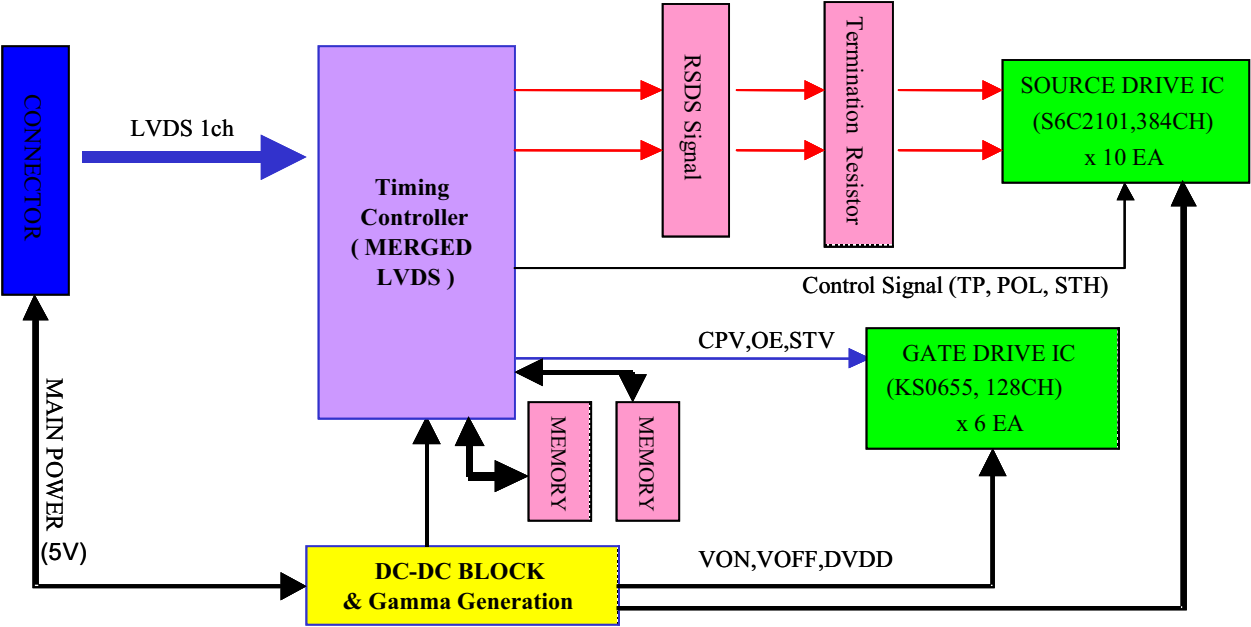 CONNECTOR
LVDS 1ch
Timing
Controller
( MERGED
LVDS )
RSDS Signal
Termination Resistor
SOURCE DRIVE IC
(S6C2101,384CH)
x 10 EA
Control Signal (TP, POL, STH)
CPV,OE,STV
GATE DRIVE IC
(KS0655, 128CH)
x 6 EA
MEMORY
MEMORY
MAIN POWER
(5V)
DC-DC BLOCK
& Gamma Generation
VON,VOFF,DVDD